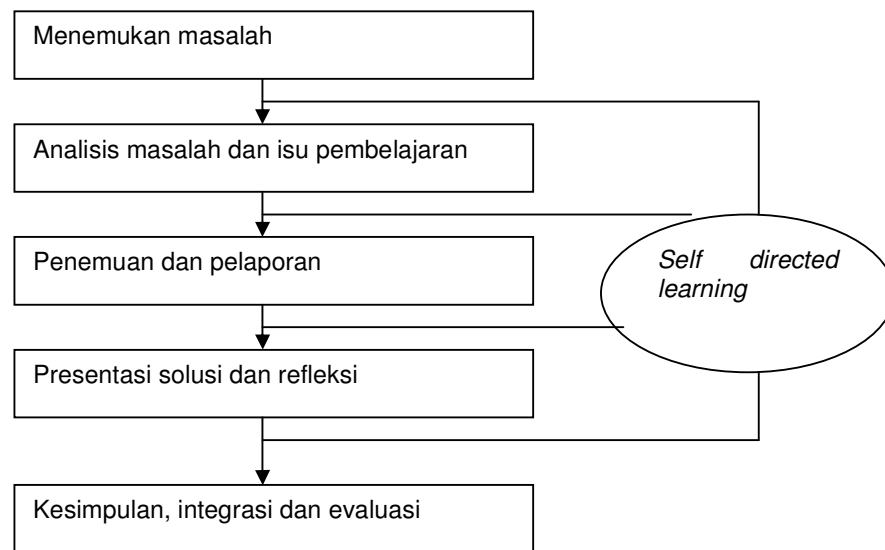 Menemukan masalah
Analisis masalah dan isu pembelajaran
Self directed
learning
Penemuan dan pelaporan
Presentasi solusi dan refleksi
Kesimpulan, integrasi dan evaluasi